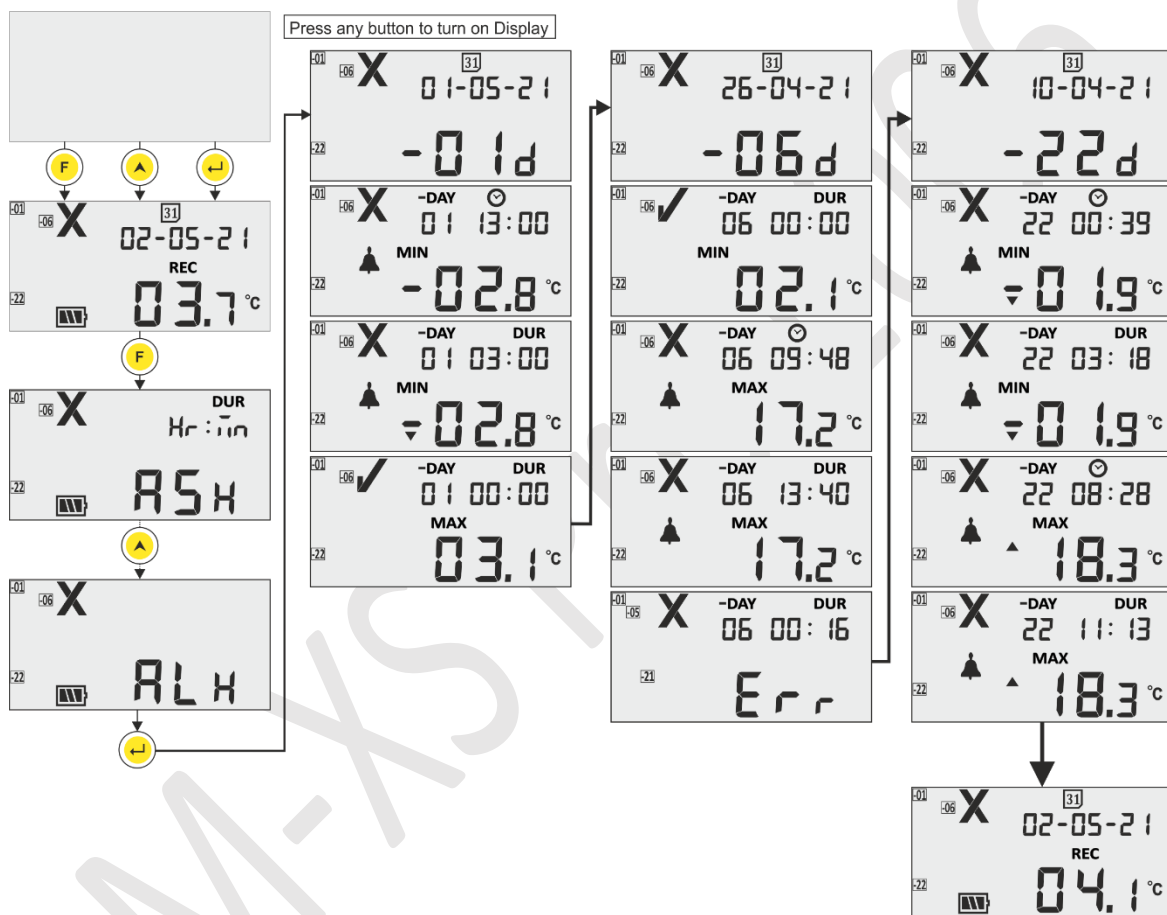 Press any button to turn on Display
F
-01
-06 X 31
02-05-21
REC
-22 03.7 °C
F
-01
-06 X DUR
Hr:mn
-22 ASH
-01
-06 X
-22 ALH
-01
-06 X 31
01-05-21
-22 -01d
-01
-06 X -DAY
01 13:00
MIN
-22 -02.8 °C
-01
-06 X -DAY DUR
01 03:00
MIN
-22 -02.8 °C
-01
-06 ✓ -DAY DUR
01 00:00
MAX
-22 03.1 °C
-01
-06 X 31
26-04-21
-22 -06d
-01
-06 ✓ -DAY DUR
06 00:00
MIN
-22 02.1 °C
-01
-06 X -DAY
06 09:48
MAX
-22 17.2 °C
-01
-06 X -DAY DUR
06 13:40
MAX
-22 17.2 °C
-01
-05 X -DAY DUR
06 00:16
-21 Err
-01
-06 X 31
10-04-21
-22 -22d
-01
-06 X -DAY
22 00:39
MIN
-22 -01.9 °C
-01
-06 X -DAY DUR
22 03:18
MIN
-22 -01.9 °C
-01
-06 X -DAY
22 08:28
MAX
-22 18.3 °C
-01
-06 X -DAY DUR
22 11:13
MAX
-22 18.3 °C
-01
-06 X 31
02-05-21
REC
-22 04.1 °C
M-XS